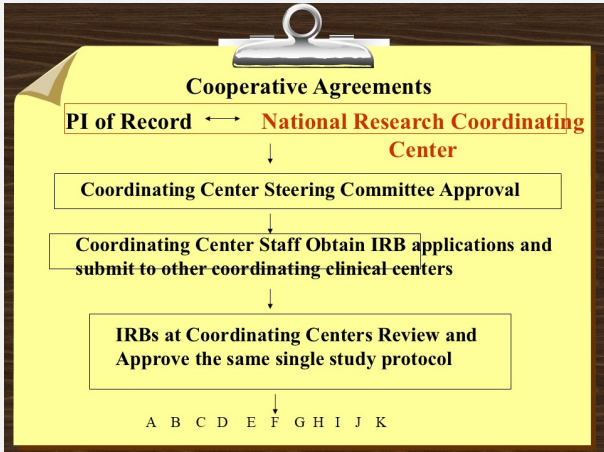 Cooperative Agreements
PI of Record National Research Coordinating
Center
Coordinating Center Steering Committee Approval
Coordinating Center Staff Obtain IRB applications and
submit to other coordinating clinical centers
IRBs at Coordinating Centers Review and
Approve the same single study protocol
A B C D E F G H I J K